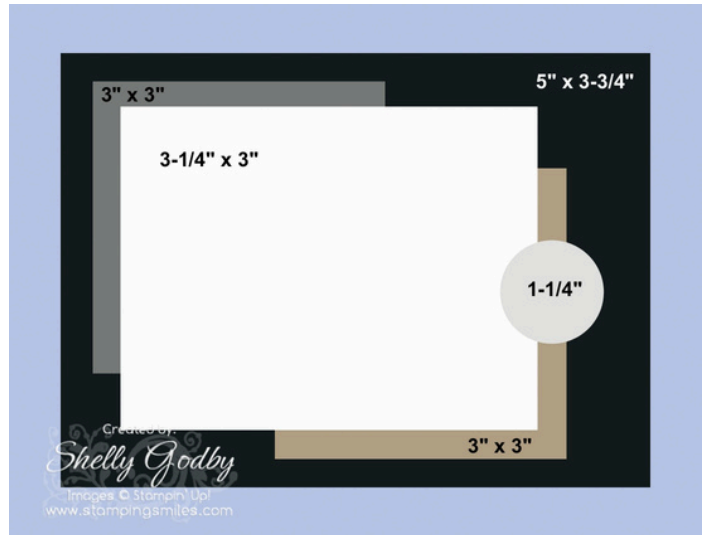 5" x 3-3/4"
3" x 3"
3-1/4" x 3"
1-1/4"
3" x 3"
Created by:
Shelly Godby
Images © Stampin' Up!
www.stampingsmiles.com